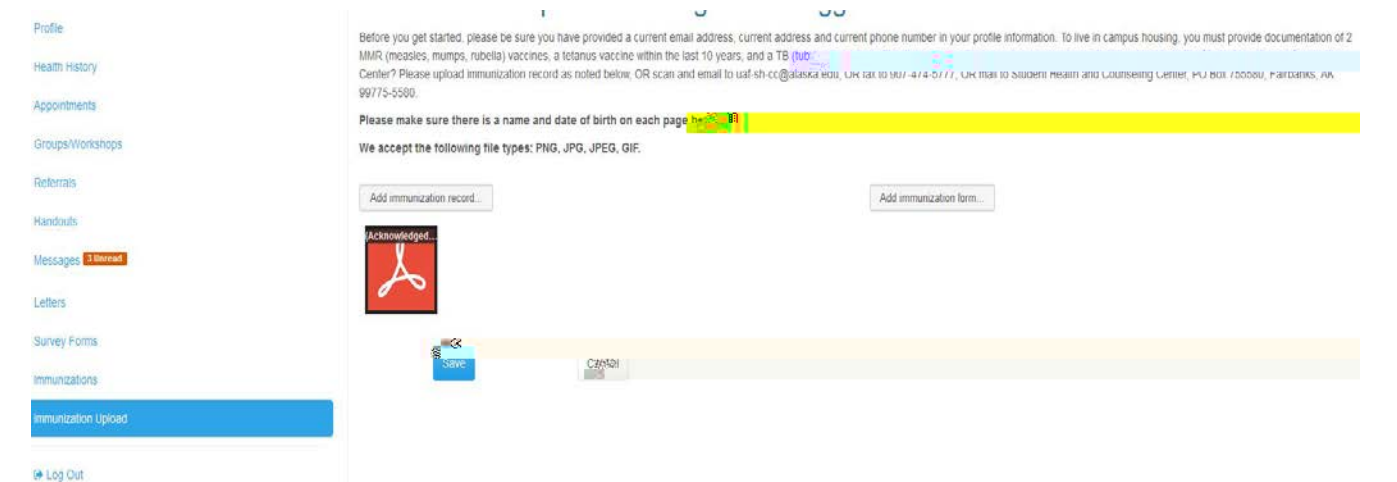 Profile
Health History
Appointments
Groups/Workshops
Referrals
Handouts
Messages 3 Unread
Letters
Survey Forms
Immunizations
Immunization Upload
Log Out
Before you get started, please be sure you have provided a current email address, current address and current phone number in your profile information. To live in campus housing, you must provide documentation of 2
MMR (measles, mumps, rubella) vaccines, a tetanus vaccine within the last 10 years, and a TB (tub
Center? Please upload immunization record as noted below, OR scan and email to uaf-sh-cc@alaska.edu, OR fax to 907-474-5777, OR mail to Student Health and Counseling Center, PO Box 755580, Fairbanks, AK
99775-5580.
Please make sure there is a name and date of birth on each page
We accept the following file types: PNG, JPG, JPEG, GIF.
Add immunization record...
Add immunization form...
(Acknowledged...
Save
Cancel